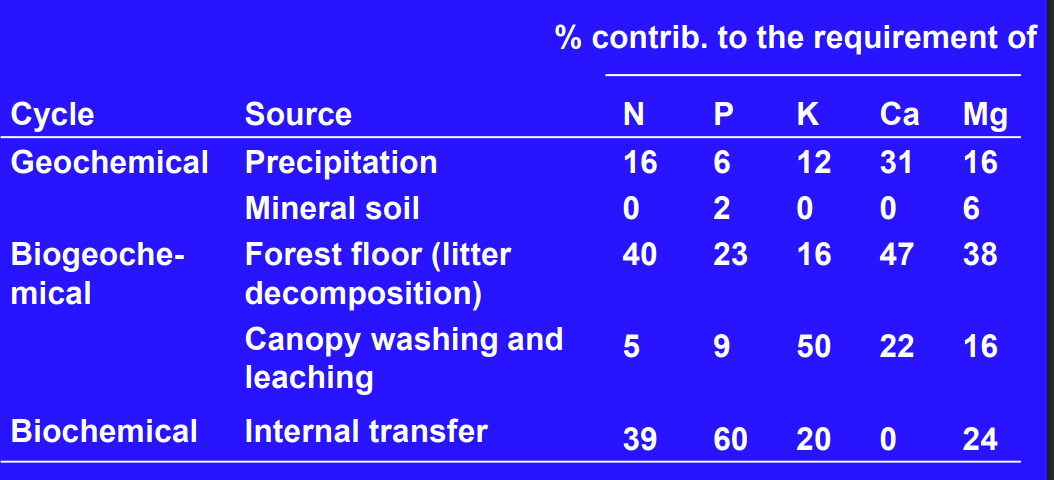 % contrib. to the requirement of
Cycle Source N P K Ca Mg
Geochemical Precipitation 16 6 12 31 16
Mineral soil 0 2 0 0 6
Biogeoche- Forest floor (litter 40 23 16 47 38
mical decomposition)
Canopy washing and 5 9 50 22 16
leaching
Biochemical Internal transfer 39 60 20 0 24